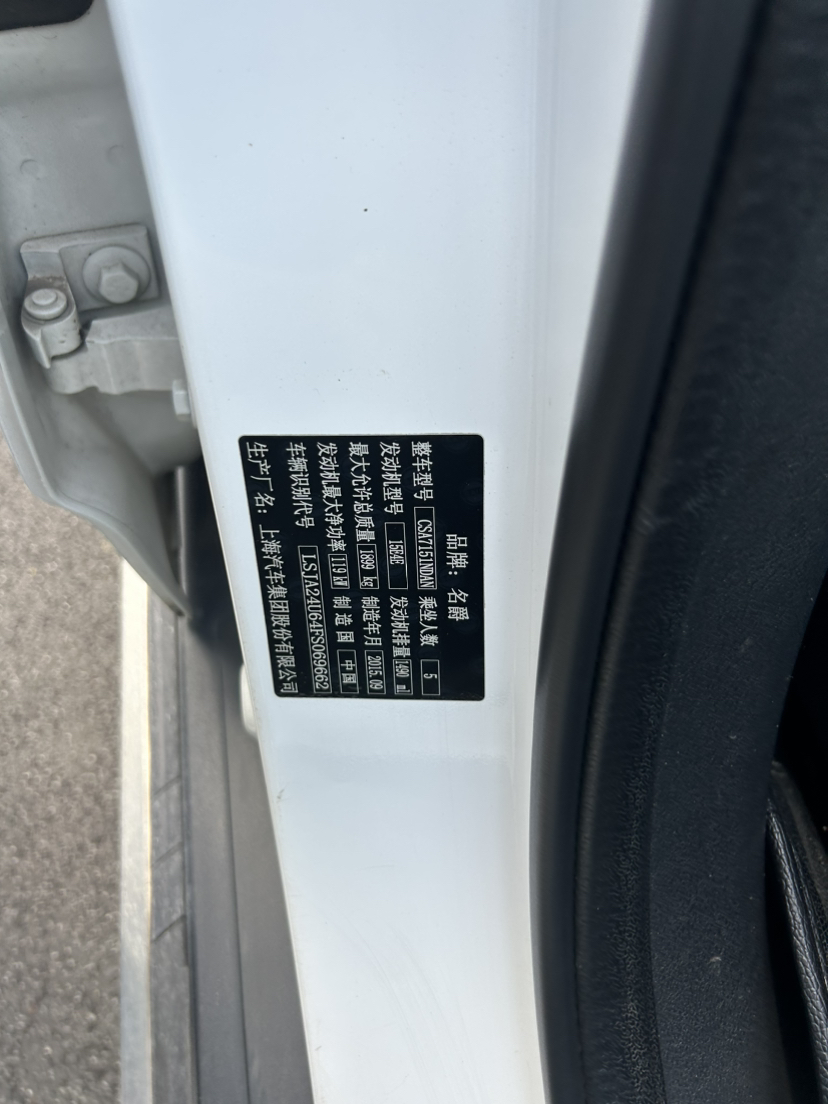 品牌：名爵
整车型号 CSA7151NDAN 乘坐人数 5
发动机型号 15E4E 发动机排量 1490 ml
最大允许总质量 1899 kg 制造年月 2015.09
发动机最大净功率 119 kW 制造国 中国
车辆识别代号 LSJA24U64FS069662
生产厂名：上海汽车集团股份有限公司